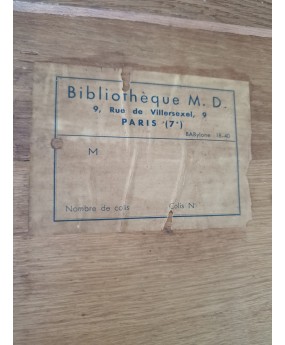 Bibliothèque M. D.
9, Rue de Villersexel, 9
PARIS (7ᵉ)
M
Nombre de colis
Colis N°